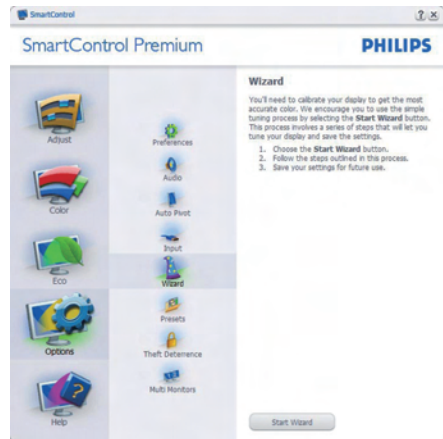 SmartControl
SmartControl Premium
PHILIPS
Adjust
Color
Eco
Options
Help
Preferences
Audio
Auto Pivot
Input
Wizard
Presets
Theft Deterrence
Multi Monitors
Wizard
You'll need to calibrate your display to get the most
accurate color. We encourage you to use the simple
tuning process by selecting the Start Wizard button.
This process involves a series of steps that will let you
tune your display and save the settings.
1. Choose the Start Wizard button.
2. Follow the steps outlined in this process.
3. Save your settings for future use.
Start Wizard